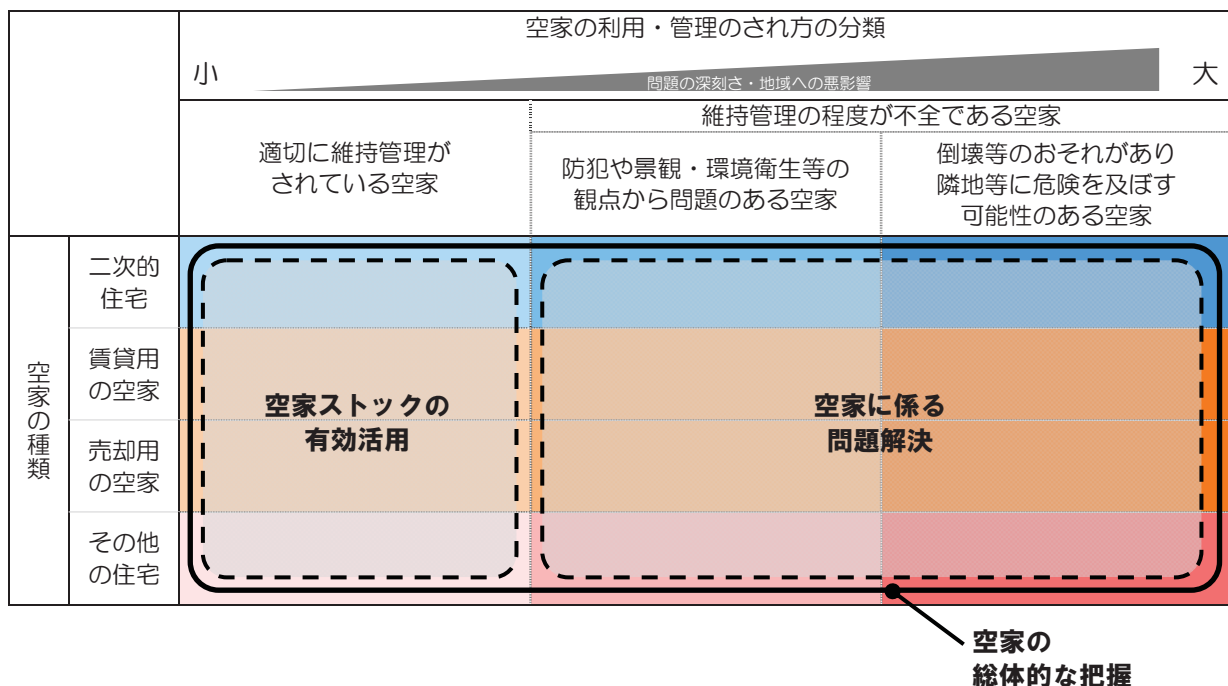 空家の利用・管理のされ方の分類
小
問題の深刻さ・地域への悪影響
大
維持管理の程度が不全である空家
適切に維持管理が
されている空家
防犯や景観・環境衛生等の
観点から問題のある空家
倒壊等のおそれがあり
隣地等に危険を及ぼす
可能性のある空家
空家の種類
二次的
住宅
賃貸用
の空家
売却用
の空家
その他
の住宅
空家ストックの
有効活用
空家に係る
問題解決
空家の
総体的な把握